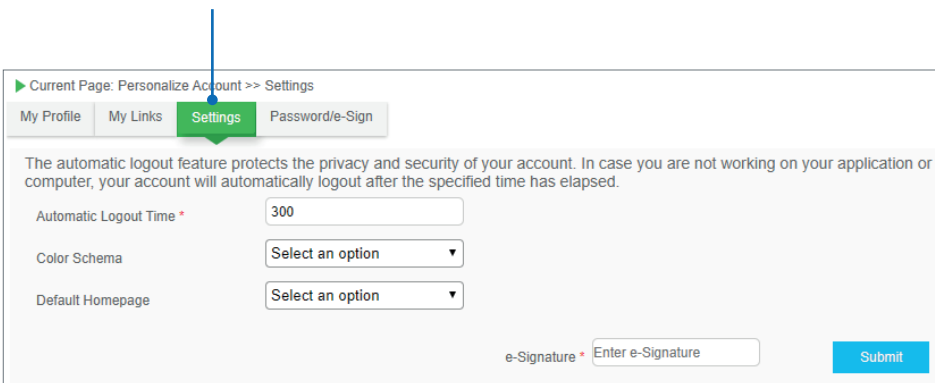 Current Page: Personalize Account >> Settings
My Profile My Links Settings Password/e-Sign
The automatic logout feature protects the privacy and security of your account. In case you are not working on your application or
computer, your account will automatically logout after the specified time has elapsed.
Automatic Logout Time * 300
Color Schema Select an option
Default Homepage Select an option
e-Signature * Enter e-Signature Submit